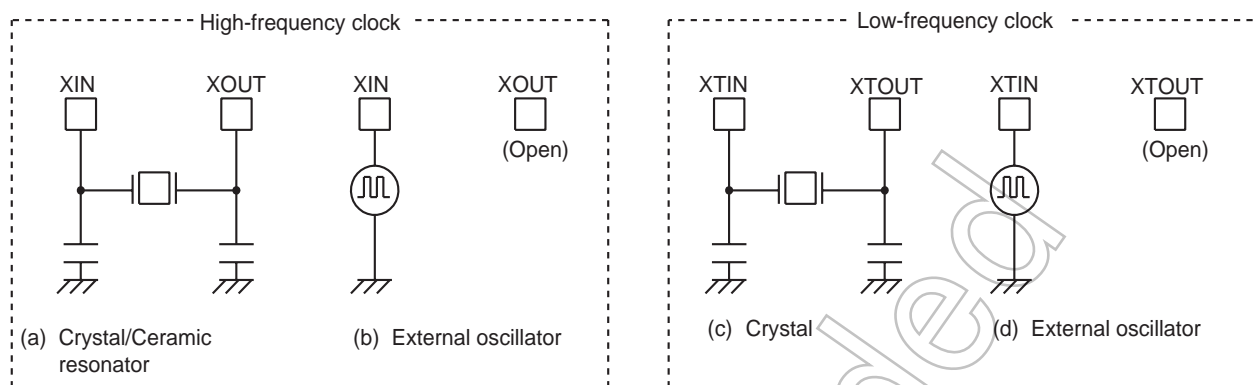 High-frequency clock
XIN
XOUT
XIN
XOUT
(Open)
(a) Crystal/Ceramic
resonator
(b) External oscillator
Low-frequency clock
XTIN
XTOUT
XTIN
XTOUT
(Open)
(c) Crystal
(d) External oscillator
ded